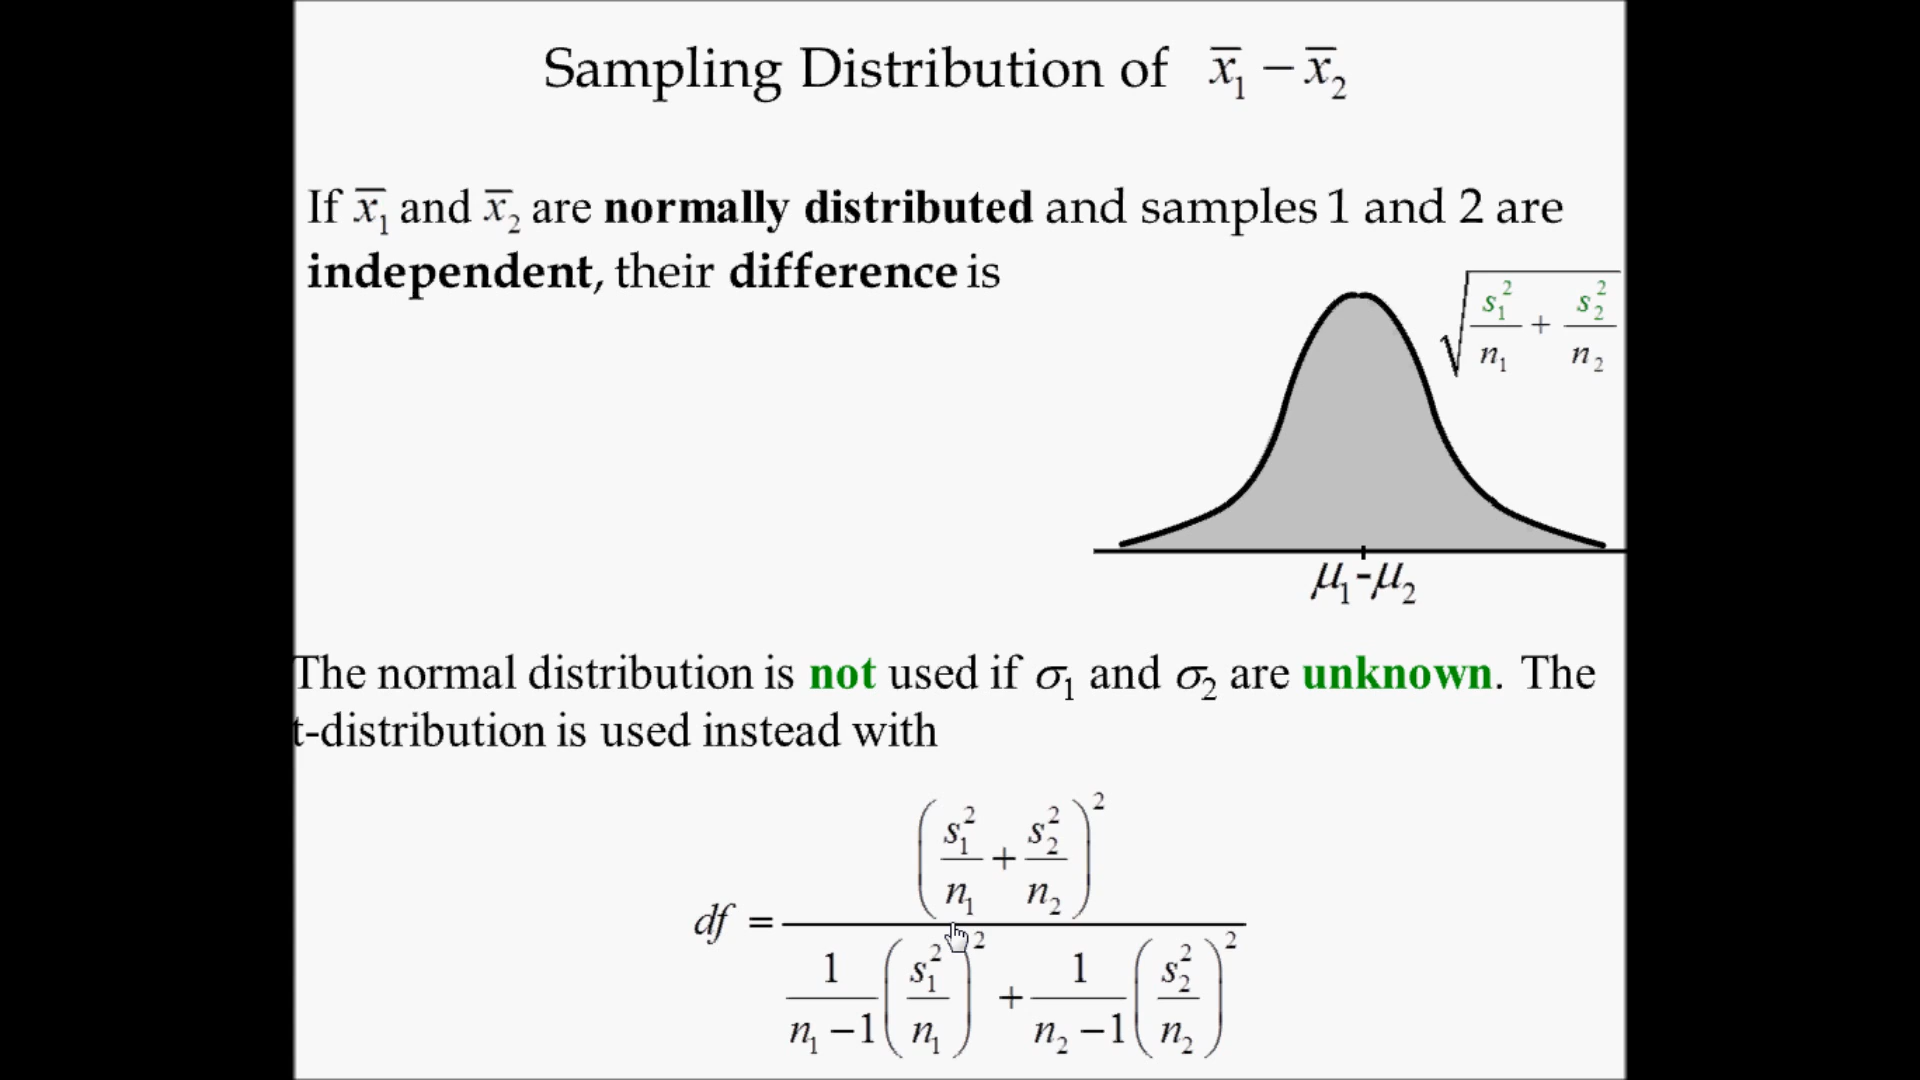 Sampling Distribution of x̄₁ − x̄₂
If x̄₁ and x̄₂ are normally distributed and samples 1 and 2 are
independent, their difference is
√(s₁²/n₁ + s₂²/n₂)
μ₁-μ₂
The normal distribution is not used if σ₁ and σ₂ are unknown. The
t-distribution is used instead with
df = (s₁²/n₁ + s₂²/n₂)² / (1/(n₁−1) (s₁²/n₁)² + 1/(n₂−1) (s₂²/n₂)²)